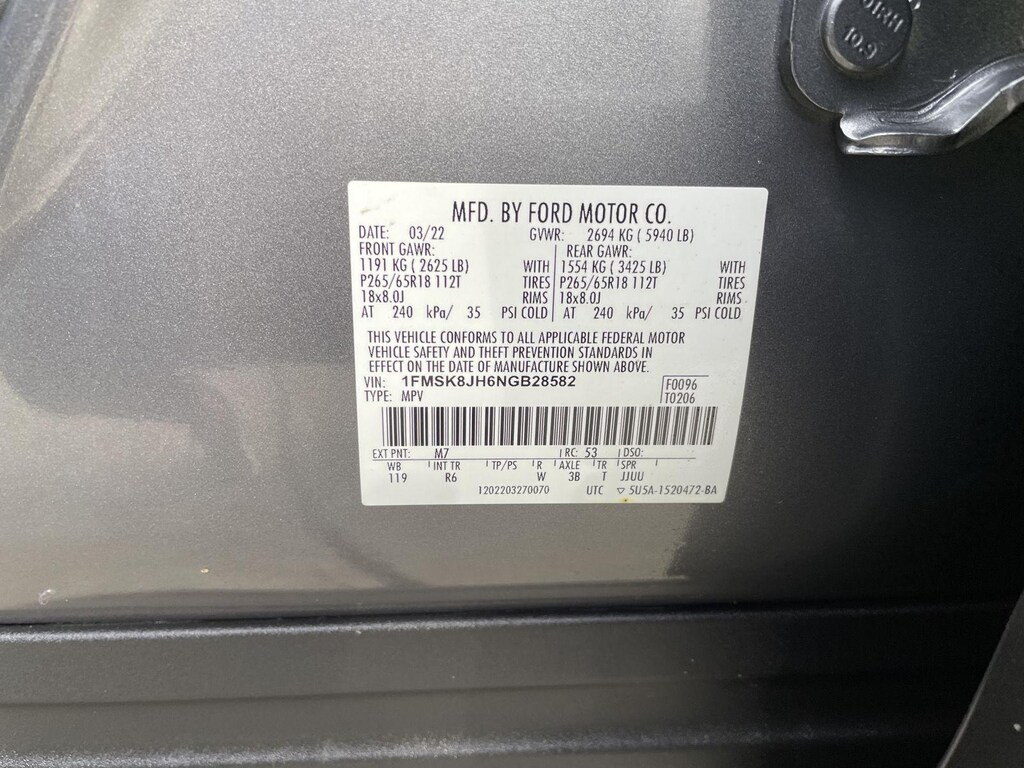 01RH
10.9
MFD. BY FORD MOTOR CO.
DATE: 03/22 GVWR: 2694 KG ( 5940 LB)
FRONT GAWR: REAR GAWR:
1191 KG ( 2625 LB) WITH 1554 KG ( 3425 LB) WITH
P265/65R18 112T TIRES P265/65R18 112T TIRES
18x8.0J RIMS 18x8.0J RIMS
AT 240 kPa/ 35 PSI COLD AT 240 kPa/ 35 PSI COLD
THIS VEHICLE CONFORMS TO ALL APPLICABLE FEDERAL MOTOR
VEHICLE SAFETY AND THEFT PREVENTION STANDARDS IN
EFFECT ON THE DATE OF MANUFACTURE SHOWN ABOVE.
VIN: 1FMSK8JH6NGB28582 F0096
TYPE: MPV T0206
EXT PNT: M7 RC: 53 DSO:
WB INT TR TP/PS R AXLE TR SPR
119 R6 W 3B T JJUU
1202203270070 UTC ▽ 5U5A-1520472-BA